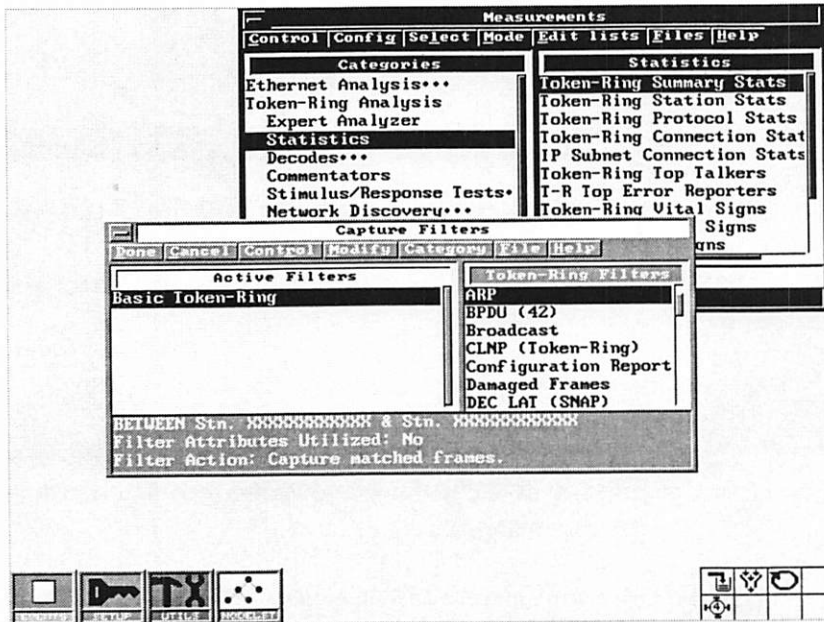 Measurements
Control Config Select Mode Edit lists Files Help
Categories
Ethernet Analysis•••
Token-Ring Analysis
Expert Analyzer
Statistics
Decodes•••
Commentators
Stimulus/Response Tests•
Network Discovery•••
Statistics
Token-Ring Summary Stats
Token-Ring Station Stats
Token-Ring Protocol Stats
Token-Ring Connection Stat
IP Subnet Connection Stats
Token-Ring Top Talkers
T-R Top Error Reporters
Token-Ring Vital Signs
Signs
gns
Capture Filters
Done Cancel Control Modify Category File Help
Active Filters
Basic Token-Ring
Token-Ring Filters
ARP
BPDU (42)
Broadcast
CLNP (Token-Ring)
Configuration Report
Damaged Frames
DEC LAT (SNAP)
BETWEEN Stn. XXXXXXXXXXXX & Stn. XXXXXXXXXXXX
Filter Attributes Utilized: No
Filter Action: Capture matched frames.
SETUP
UTILS
NODELIST
4